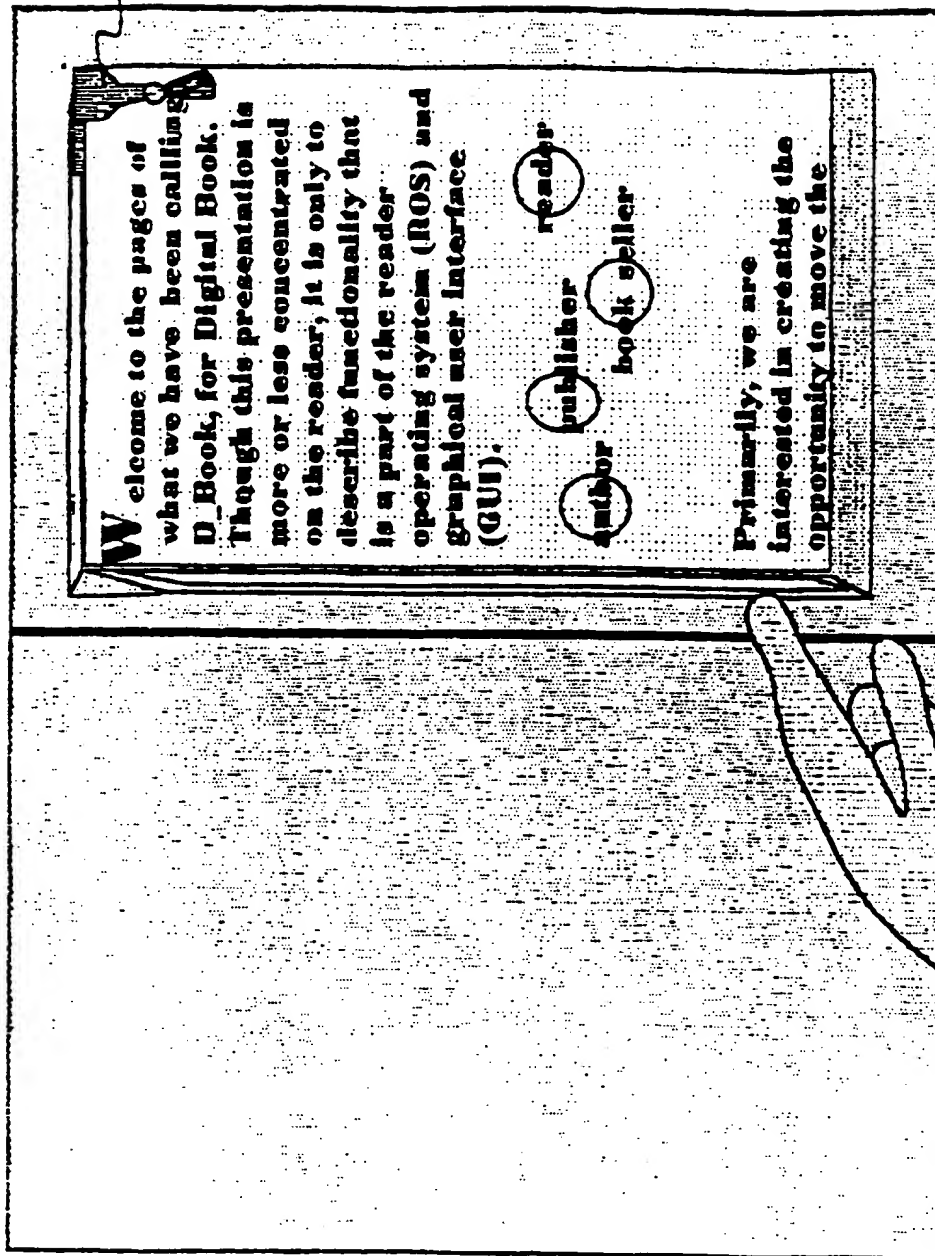 Welcome to the pages of
what we have been calling
D_Book, for Digital Book.
Though this presentation is
more or less concentrated
on the reader, it is only to
describe functionality that
is a part of the reader
operating system (ROS) and
graphical user interface
(GUI).
author
publisher
book seller
reader
Primarily, we are
interested in creating the
opportunity to move the